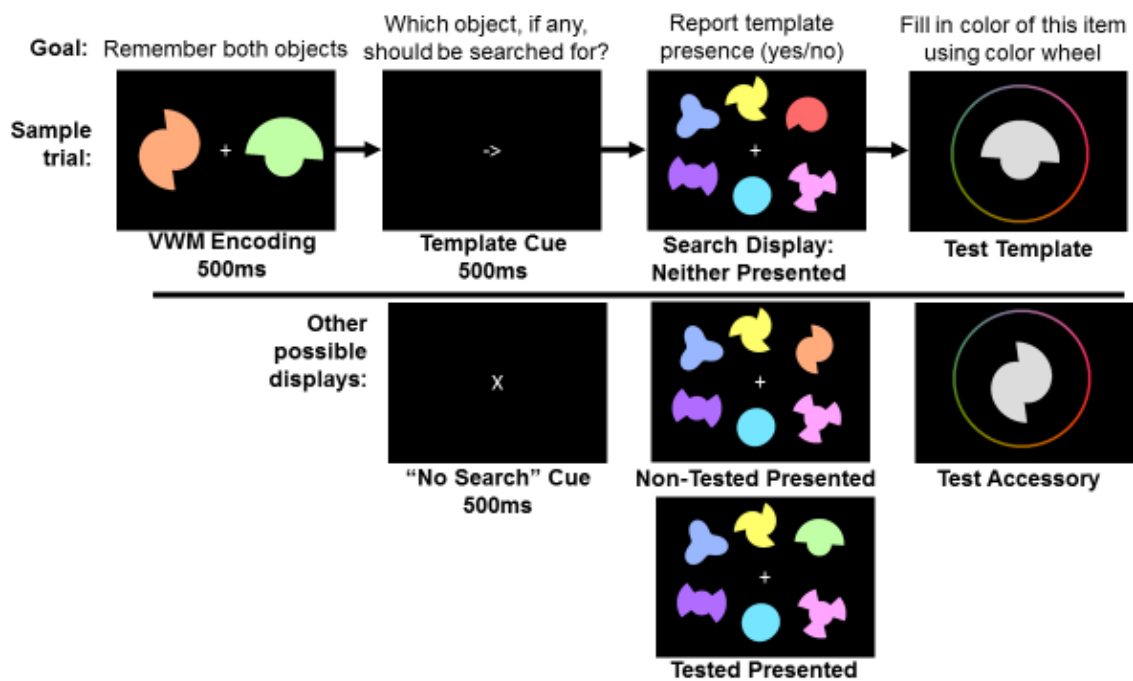 Goal:
Remember both objects
Which object, if any,
should be searched for?
Report template
presence (yes/no)
Fill in color of this item
using color wheel
Sample
trial:
+
->
+
VWM Encoding
500ms
Template Cue
500ms
Search Display:
Neither Presented
Test Template
Other
possible
displays:
X
+
“No Search” Cue
500ms
Non-Tested Presented
Test Accessory
+
Tested Presented